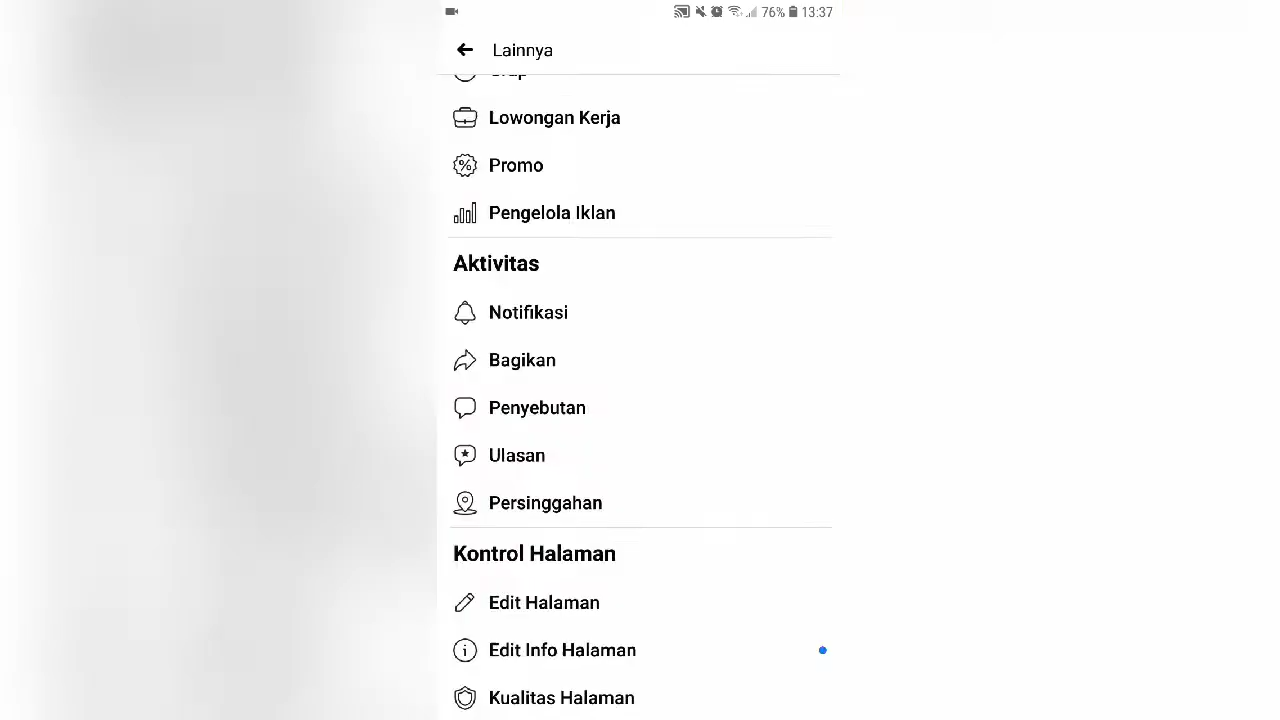 76% 13:37
Lainnya
Lowongan Kerja
Promo
Pengelola Iklan
Aktivitas
Notifikasi
Bagikan
Penyebutan
Ulasan
Persinggahan
Kontrol Halaman
Edit Halaman
Edit Info Halaman
Kualitas Halaman